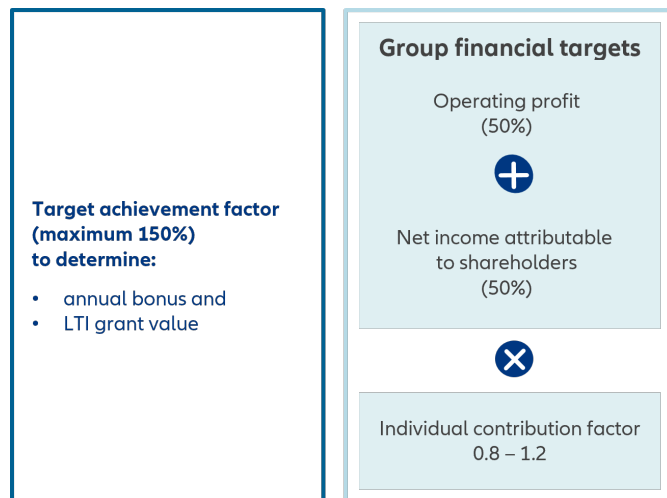 Target achievement factor
(maximum 150%)
to determine:
• annual bonus and
• LTI grant value
Group financial targets
Operating profit
(50%)
+
Net income attributable
to shareholders
(50%)
×
Individual contribution factor
0.8 – 1.2